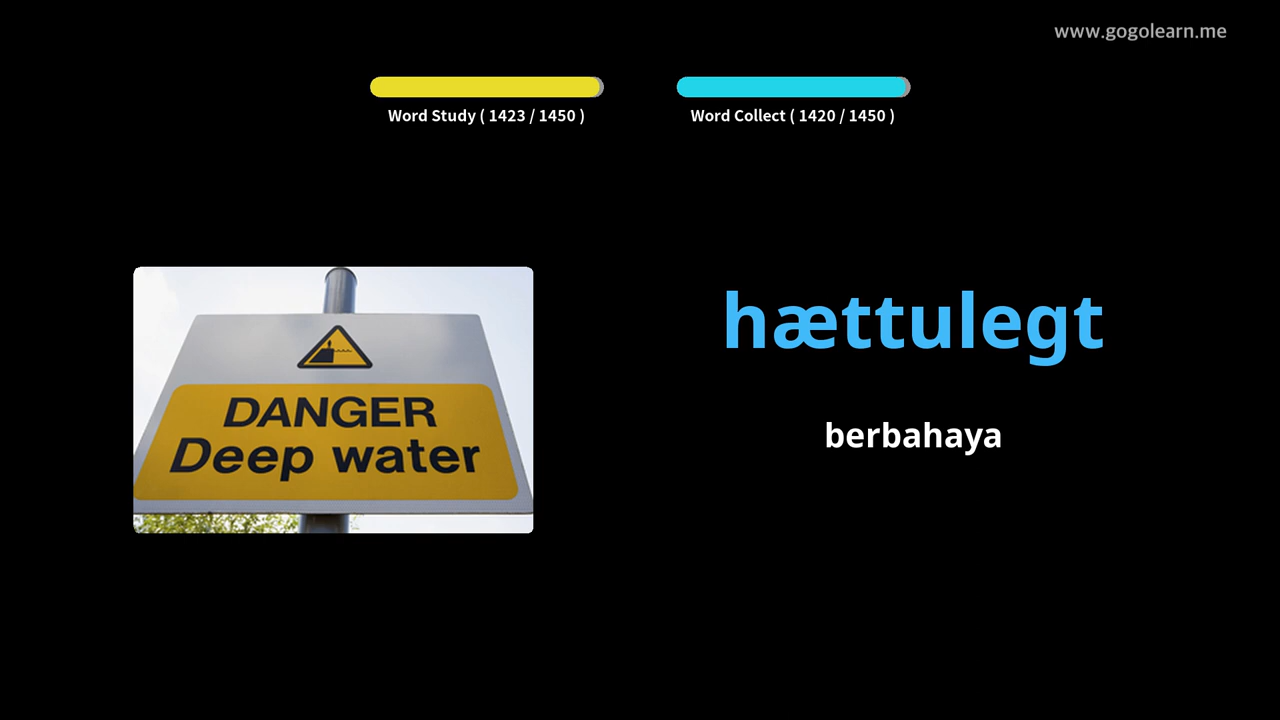 www.gogolearn.me
Word Study ( 1423 / 1450 )
Word Collect ( 1420 / 1450 )
DANGER
Deep water
hættulegt
berbahaya